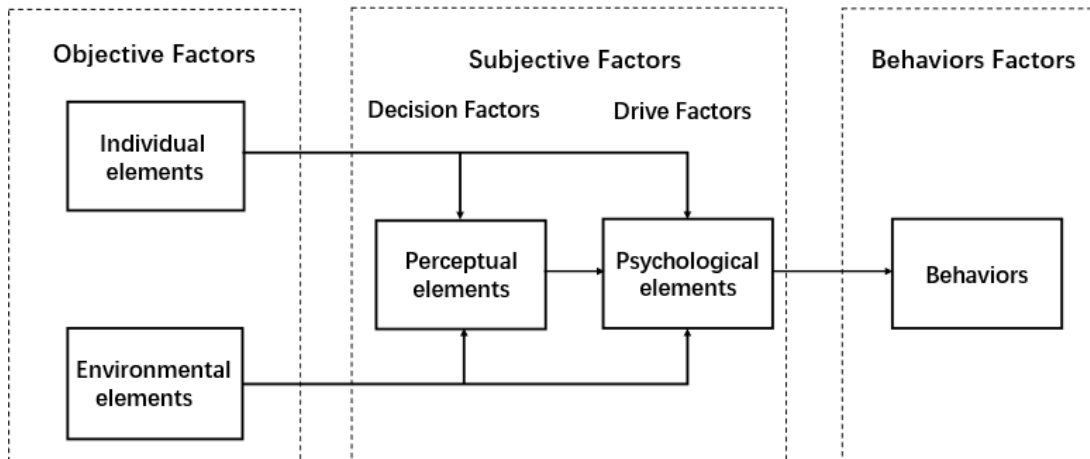 Objective Factors
Subjective Factors
Behaviors Factors
Decision Factors
Drive Factors
Individual
elements
Perceptual
elements
Psychological
elements
Behaviors
Environmental
elements